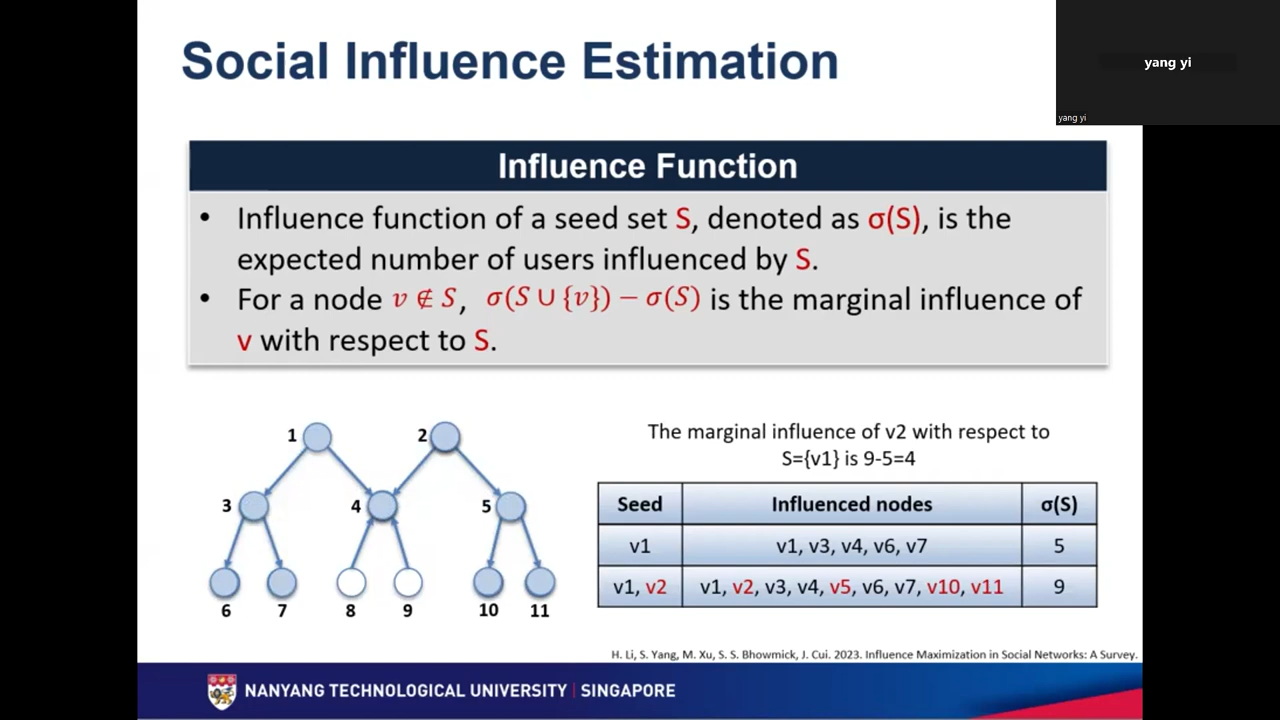 Social Influence Estimation
yang yi
yang yi
Influence Function
• Influence function of a seed set S, denoted as σ(S), is the
expected number of users influenced by S.
• For a node v ∉ S, σ(S ∪ {v}) − σ(S) is the marginal influence of
v with respect to S.
1 2
3 4 5
6 7 8 9 10 11
The marginal influence of v2 with respect to
S={v1} is 9-5=4
Seed Influenced nodes σ(S)
v1 v1, v3, v4, v6, v7 5
v1, v2 v1, v2, v3, v4, v5, v6, v7, v10, v11 9
H. Li, S. Yang, M. Xu, S. S. Bhowmick, J. Cui. 2023. Influence Maximization in Social Networks: A Survey.
NANYANG TECHNOLOGICAL UNIVERSITY | SINGAPORE